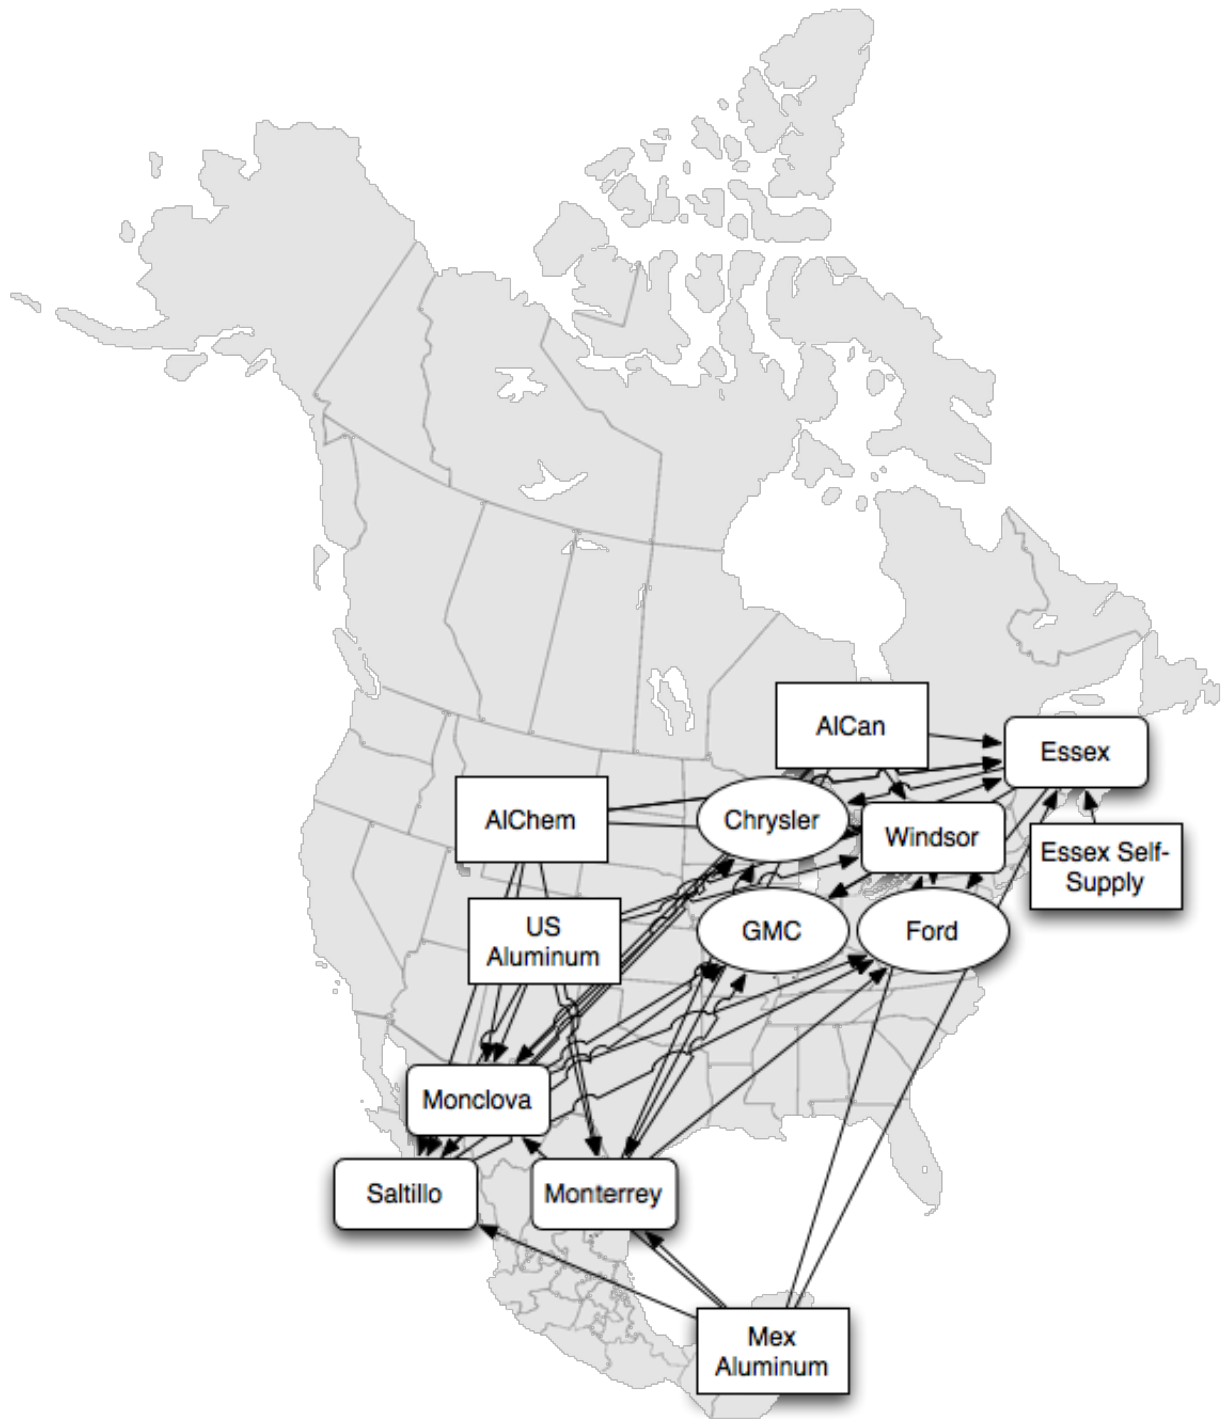 AlCan
Essex
AlChem
Chrysler
Windsor
Essex Self-
Supply
US
Aluminum
GMC
Ford
Monclova
Saltillo
Monterrey
Mex
Aluminum